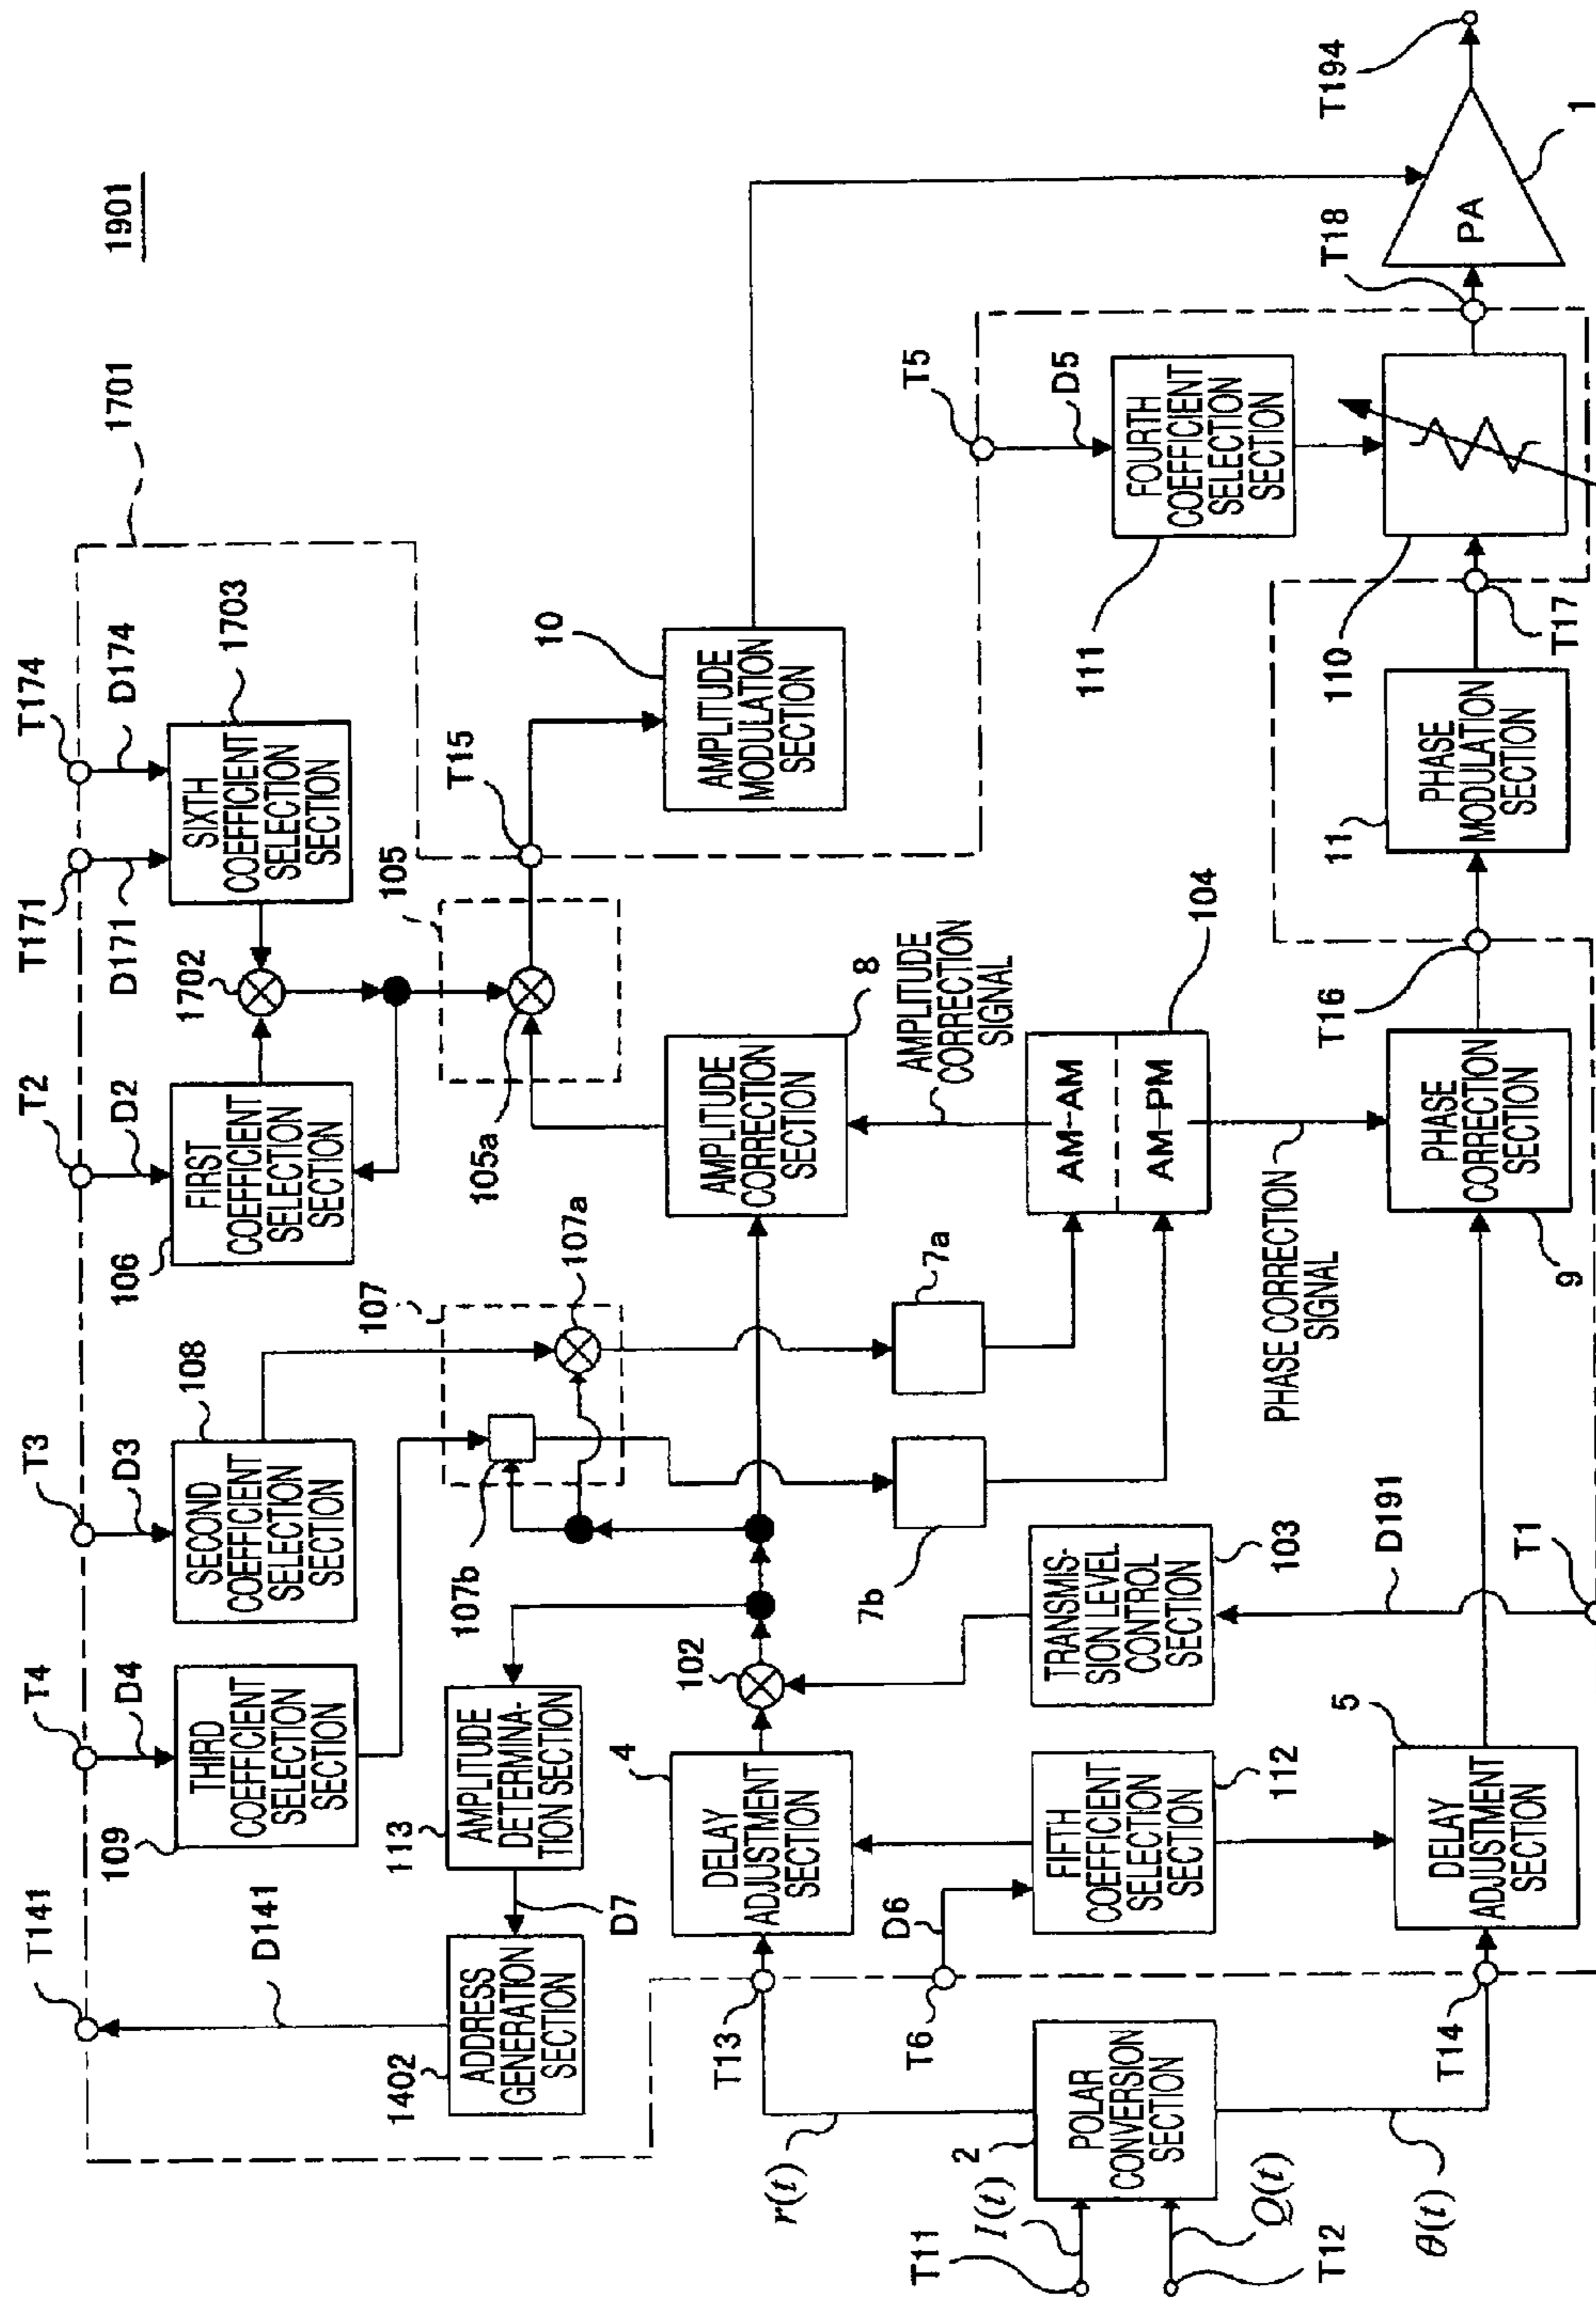 1901
1701
T141
T4
T3
T2
T171
T174
D141
D4
D3
D2
D171
D174
109
THIRD
COEFFICIENT
SELECTION
SECTION
108
SECOND
COEFFICIENT
SELECTION
SECTION
106
FIRST
COEFFICIENT
SELECTION
SECTION
1702
1703
SIXTH
COEFFICIENT
SELECTION
SECTION
1402
ADDRESS
GENERATION
SECTION
D7
113
AMPLITUDE
DETERMINA-
TION SECTION
107b
107
107a
105a
105
T15
10
AMPLITUDE
MODULATION
SECTION
T13
4
DELAY
ADJUSTMENT
SECTION
102
AMPLITUDE
CORRECTION
SECTION
8
r(t)
T6
D6
7b
7a
AMPLITUDE
CORRECTION
SIGNAL
T5
D5
T11
I(t)
2
POLAR
CONVERSION
SECTION
FIFTH
COEFFICIENT
SELECTION
SECTION
112
TRANSMIS-
SION LEVEL
CONTROL
SECTION
103
AM-AM
AM-PM
104
111
FOURTH
COEFFICIENT
SELECTION
SECTION
T12
Q(t)
θ(t)
T14
5
DELAY
ADJUSTMENT
SECTION
D191
T1
PHASE CORRECTION
SIGNAL
9
PHASE
CORRECTION
SECTION
T16
11
PHASE
MODULATION
SECTION
T17
110
T18
PA
1
T194